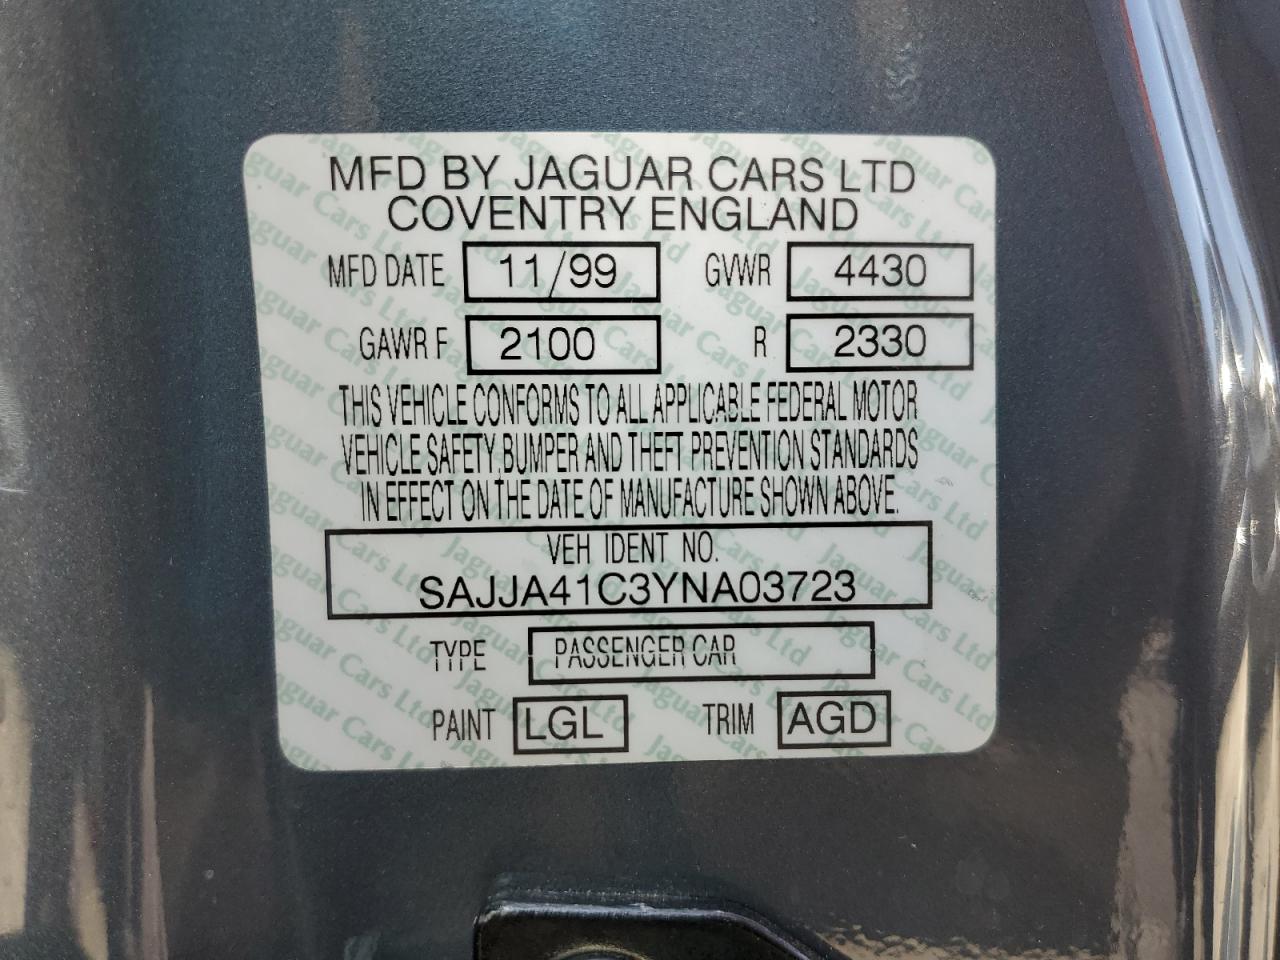 MFD BY JAGUAR CARS LTD
COVENTRY ENGLAND
MFD DATE 11/99 GVWR 4430
GAWR F 2100 R 2330
THIS VEHICLE CONFORMS TO ALL APPLICABLE FEDERAL MOTOR
VEHICLE SAFETY, BUMPER AND THEFT PREVENTION STANDARDS
IN EFFECT ON THE DATE OF MANUFACTURE SHOWN ABOVE.
VEH IDENT NO.
SAJJA41C3YNA03723
TYPE PASSENGER CAR
PAINT LGL TRIM AGD